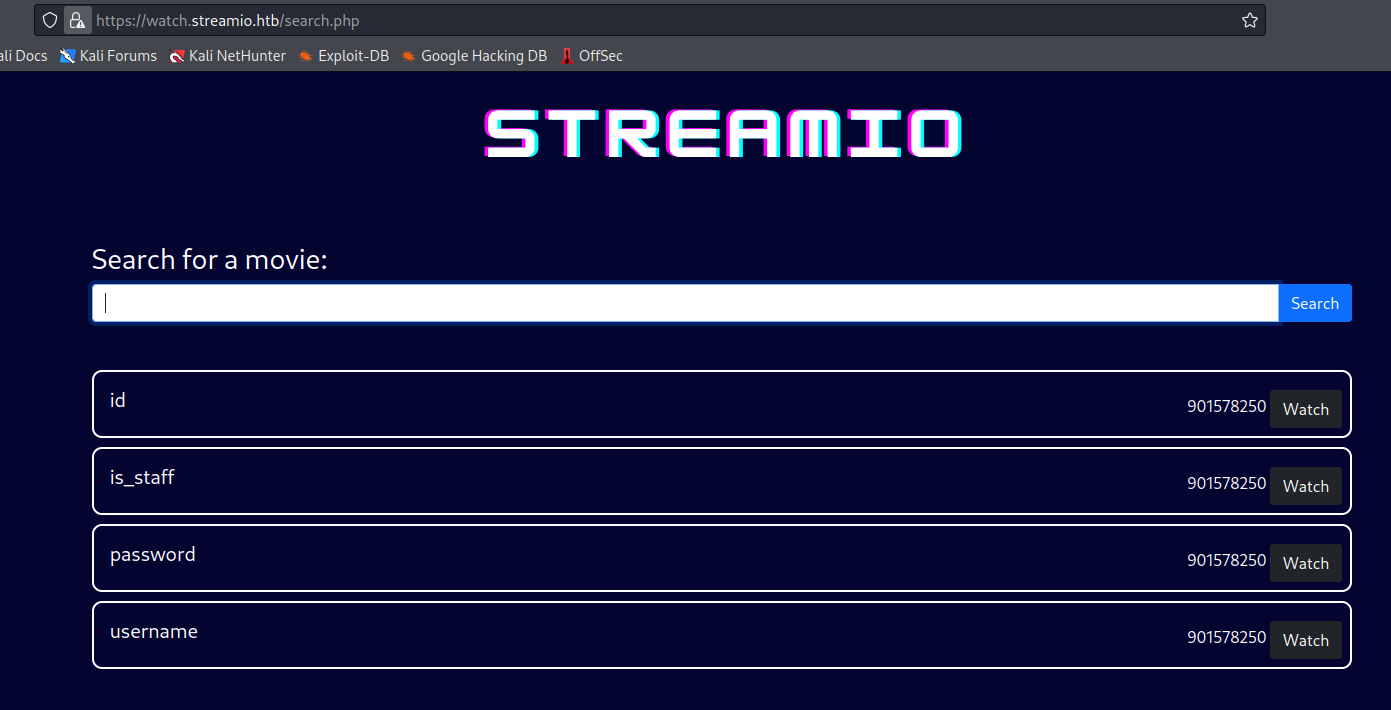 https://watch.streamio.htb/search.php
ali Docs Kali Forums Kali NetHunter Exploit-DB Google Hacking DB OffSec
STREAMIO
Search for a movie:
Search
id 901578250 Watch
is_staff 901578250 Watch
password 901578250 Watch
username 901578250 Watch